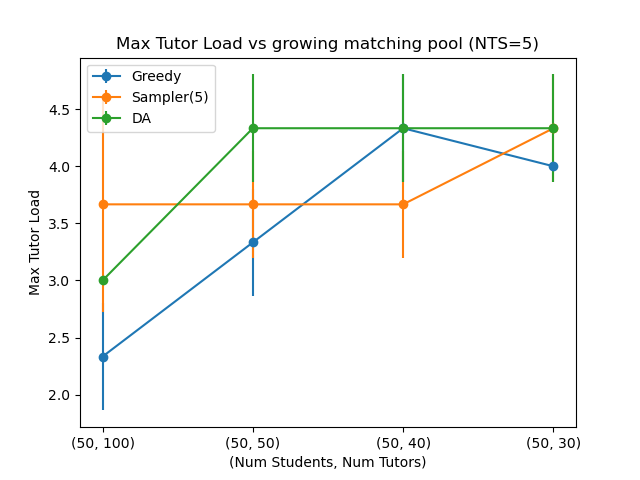 Max Tutor Load vs growing matching pool (NTS=5)
Greedy
Sampler(5)
DA
Max Tutor Load
4.5
4.0
3.5
3.0
2.5
2.0
(50, 100)
(50, 50)
(50, 40)
(50, 30)
(Num Students, Num Tutors)